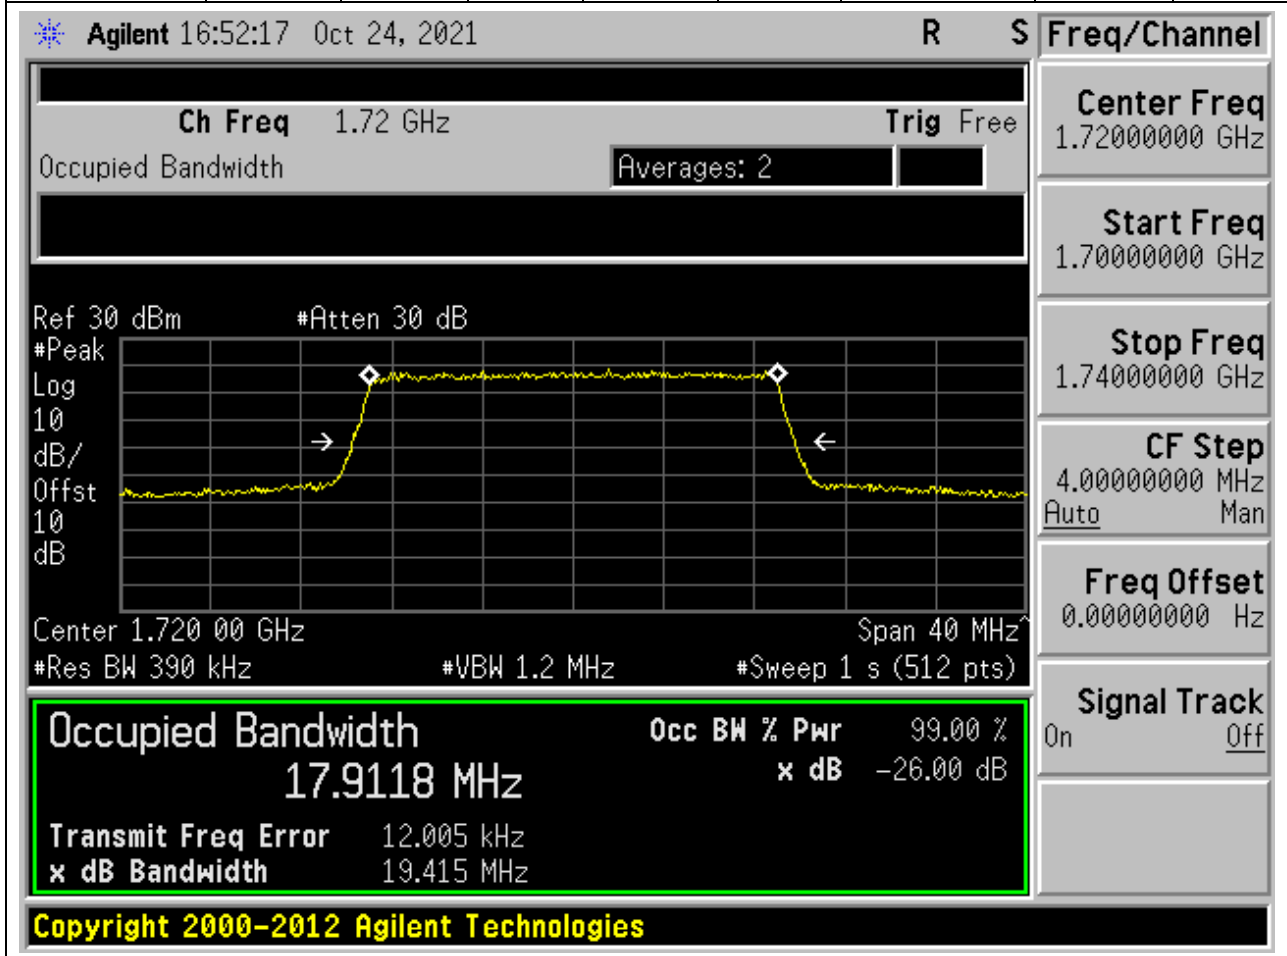 Agilent 16:52:17 Oct 24, 2021 R S
Freq/Channel
Ch Freq 1.72 GHz Trig Free
Occupied Bandwidth Averages: 2
Center Freq
1.72000000 GHz
Start Freq
1.70000000 GHz
Stop Freq
1.74000000 GHz
CF Step
4.00000000 MHz
Auto Man
Freq Offset
0.00000000 Hz
Signal Track
On Off
Ref 30 dBm #Atten 30 dB
#Peak
Log
10
dB/
Offst
10
dB
Center 1.720 00 GHz Span 40 MHz^
#Res BW 390 kHz #VBW 1.2 MHz #Sweep 1 s (512 pts)
Occupied Bandwidth Occ BW % Pwr 99.00 %
17.9118 MHz x dB -26.00 dB
Transmit Freq Error 12.005 kHz
x dB Bandwidth 19.415 MHz
Copyright 2000-2012 Agilent Technologies